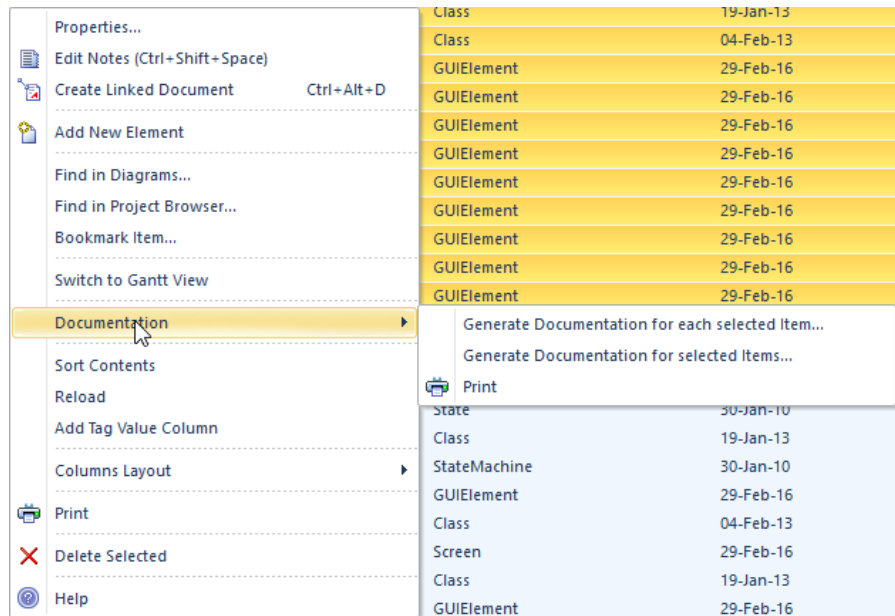 Properties...
Edit Notes (Ctrl+Shift+Space)
Create Linked Document Ctrl+Alt+D
Add New Element
Find in Diagrams...
Find in Project Browser...
Bookmark Item...
Switch to Gantt View
Documentation
Sort Contents
Reload
Add Tag Value Column
Columns Layout
Print
Delete Selected
Help
Class 19-Jan-13
Class 04-Feb-13
GUIElement 29-Feb-16
GUIElement 29-Feb-16
GUIElement 29-Feb-16
GUIElement 29-Feb-16
GUIElement 29-Feb-16
GUIElement 29-Feb-16
GUIElement 29-Feb-16
GUIElement 29-Feb-16
GUIElement 29-Feb-16
Generate Documentation for each selected Item...
Generate Documentation for selected Items...
Print
State 30-Jan-10
Class 19-Jan-13
StateMachine 30-Jan-10
GUIElement 29-Feb-16
Class 04-Feb-13
Screen 29-Feb-16
Class 19-Jan-13
GUIElement 29-Feb-16